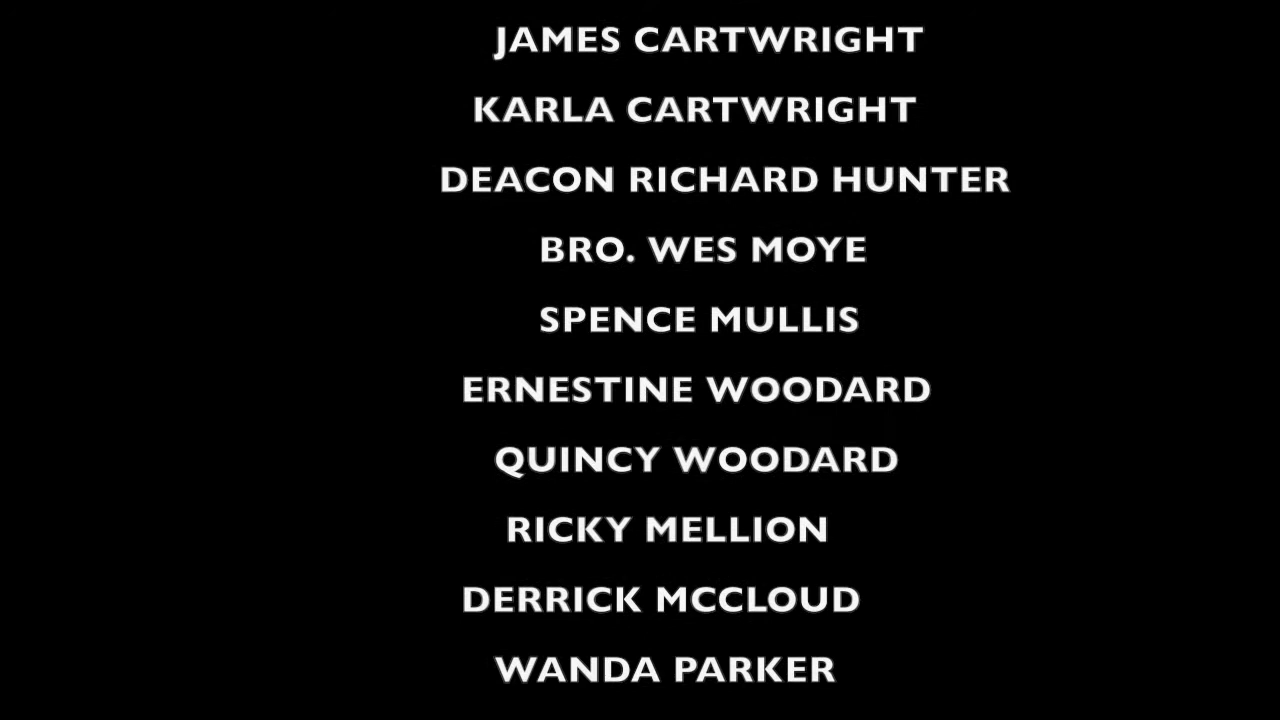 JAMES CARTWRIGHT
KARLA CARTWRIGHT
DEACON RICHARD HUNTER
BRO. WES MOYE
SPENCE MULLIS
ERNESTINE WOODARD
QUINCY WOODARD
RICKY MELLION
DERRICK MCCLOUD
WANDA PARKER